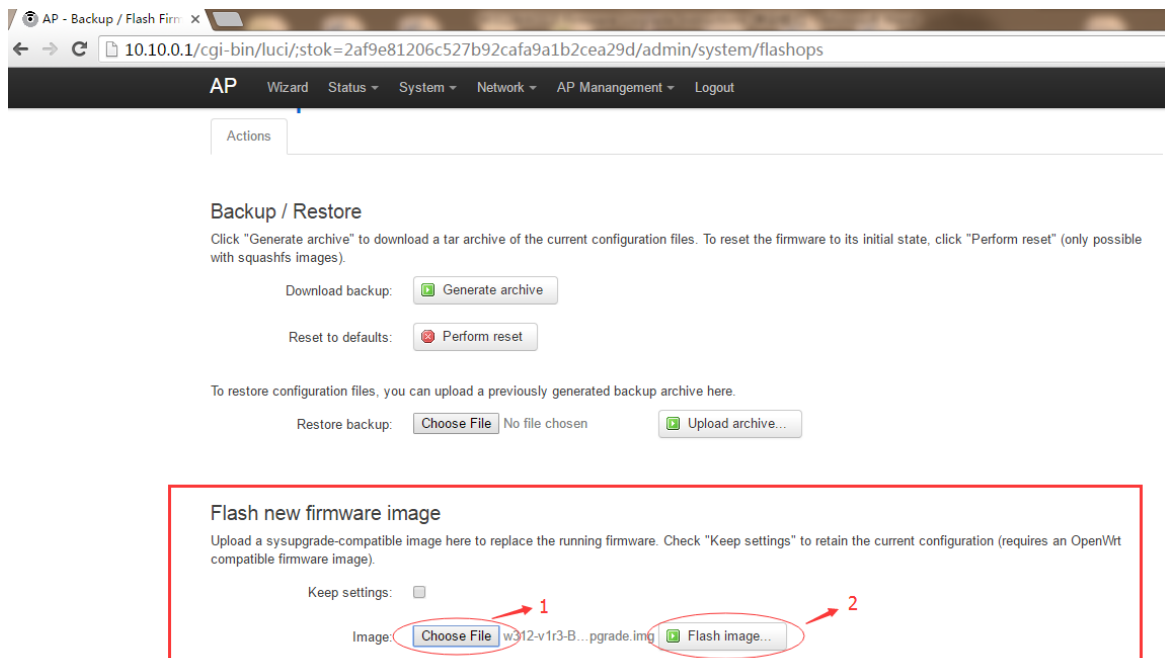 AP - Backup / Flash Firm
10.10.0.1/cgi-bin/luci/;stok=2af9e81206c527b92cafa9a1b2cea29d/admin/system/flashops
AP Wizard Status System Network AP Manangement Logout
Actions
Backup / Restore
Click "Generate archive" to download a tar archive of the current configuration files. To reset the firmware to its initial state, click "Perform reset" (only possible
with squashfs images).
Download backup: Generate archive
Reset to defaults: Perform reset
To restore configuration files, you can upload a previously generated backup archive here.
Restore backup: Choose File No file chosen Upload archive...
Flash new firmware image
Upload a sysupgrade-compatible image here to replace the running firmware. Check "Keep settings" to retain the current configuration (requires an OpenWrt
compatible firmware image).
Keep settings:
1 2
Image: Choose File w312-v1r3-B...pgrade.img Flash image...